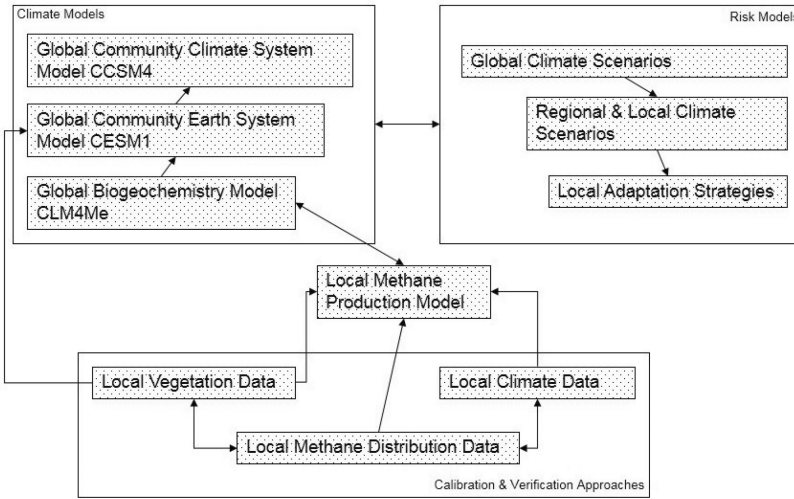 Climate Models
Global Community Climate System
Model CCSM4
Global Community Earth System
Model CESM1
Global Biogeochemistry Model
CLM4Me
Risk Models
Global Climate Scenarios
Regional & Local Climate
Scenarios
Local Adaptation Strategies
Local Methane
Production Model
Local Vegetation Data
Local Climate Data
Local Methane Distribution Data
Calibration & Verification Approaches